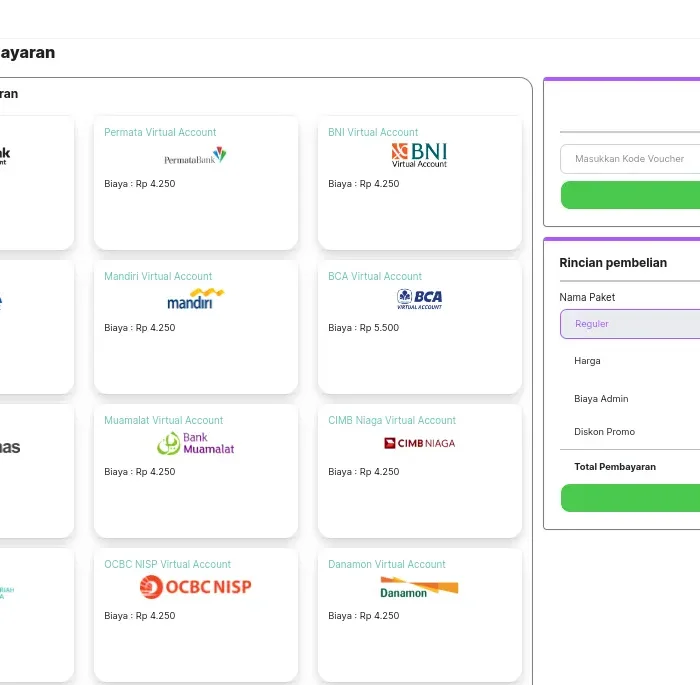 ayaran
ran
Permata Virtual Account
PermataBank
Biaya : Rp 4.250
BNI Virtual Account
BNI
Virtual Account
Biaya : Rp 4.250
Masukkan Kode Voucher
Mandiri Virtual Account
mandiri
Biaya : Rp 4.250
BCA Virtual Account
BCA
VIRTUAL ACCOUNT
Biaya : Rp 5.500
Rincian pembelian
Nama Paket
Reguler
Harga
Biaya Admin
Diskon Promo
Total Pembayaran
as
Muamalat Virtual Account
Bank
Muamalat
Biaya : Rp 4.250
CIMB Niaga Virtual Account
CIMB NIAGA
Biaya : Rp 4.250
OCBC NISP Virtual Account
OCBC NISP
Biaya : Rp 4.250
Danamon Virtual Account
Danamon
Biaya : Rp 4.250